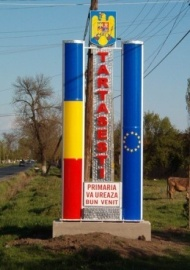 TARTASESTI
PRIMARIA
VA UREAZA
BUN VENIT